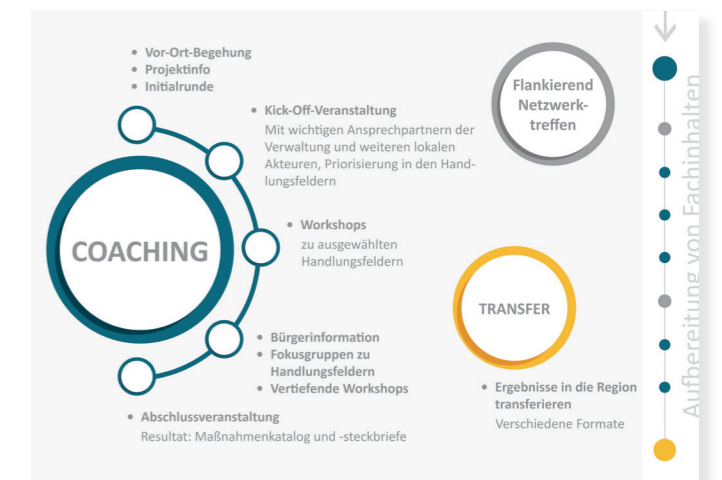 • Vor-Ort-Begehung
• Projektinfo
• Initialrunde
• Kick-Off-Veranstaltung
Mit wichtigen Ansprechpartnern der
Verwaltung und weiteren lokalen
Akteuren, Priorisierung in den Hand-
lungsfeldern
COACHING
• Workshops
zu ausgewählten
Handlungsfeldern
• Bürgerinformation
• Fokusgruppen zu
Handlungsfeldern
• Vertiefende Workshops
• Abschlussveranstaltung
Resultat: Maßnahmenkatalog und -steckbriefe
Flankierend
Netzwerk-
treffen
TRANSFER
• Ergebnisse in die Region
transferieren
Verschiedene Formate
Aufbereitung von Fachinhalten